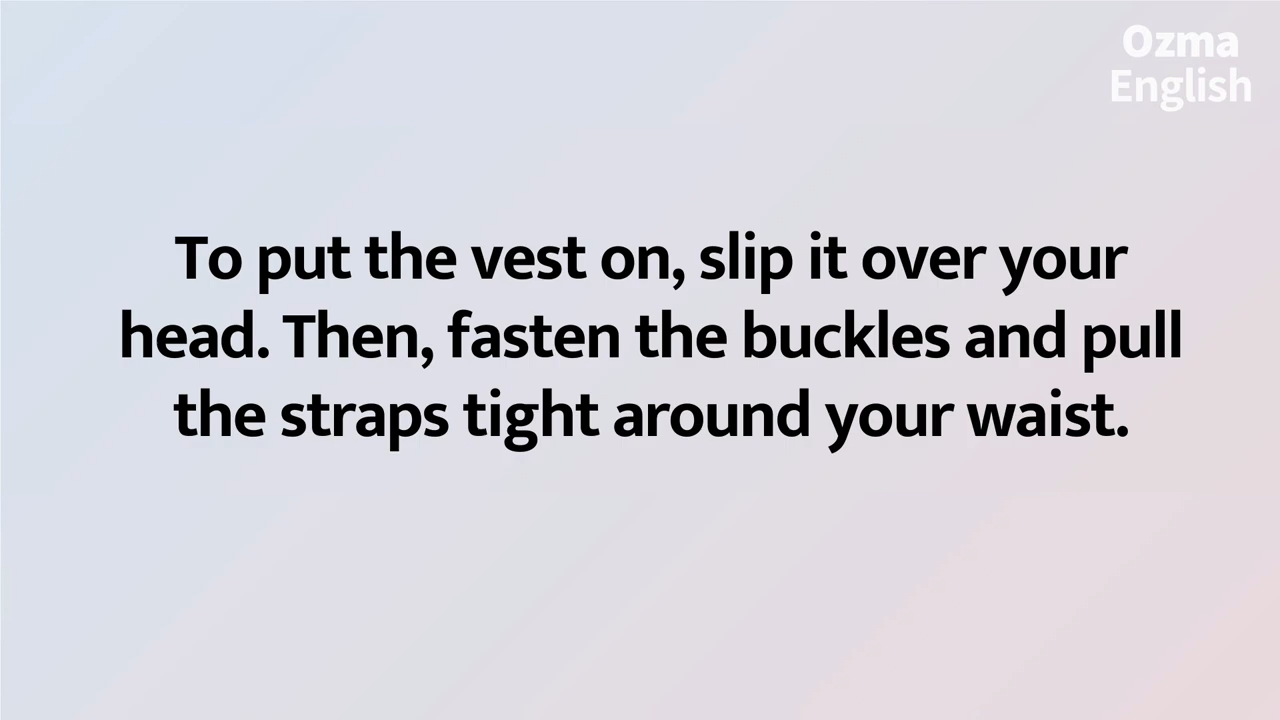 Ozma
English
To put the vest on, slip it over your
head. Then, fasten the buckles and pull
the straps tight around your waist.